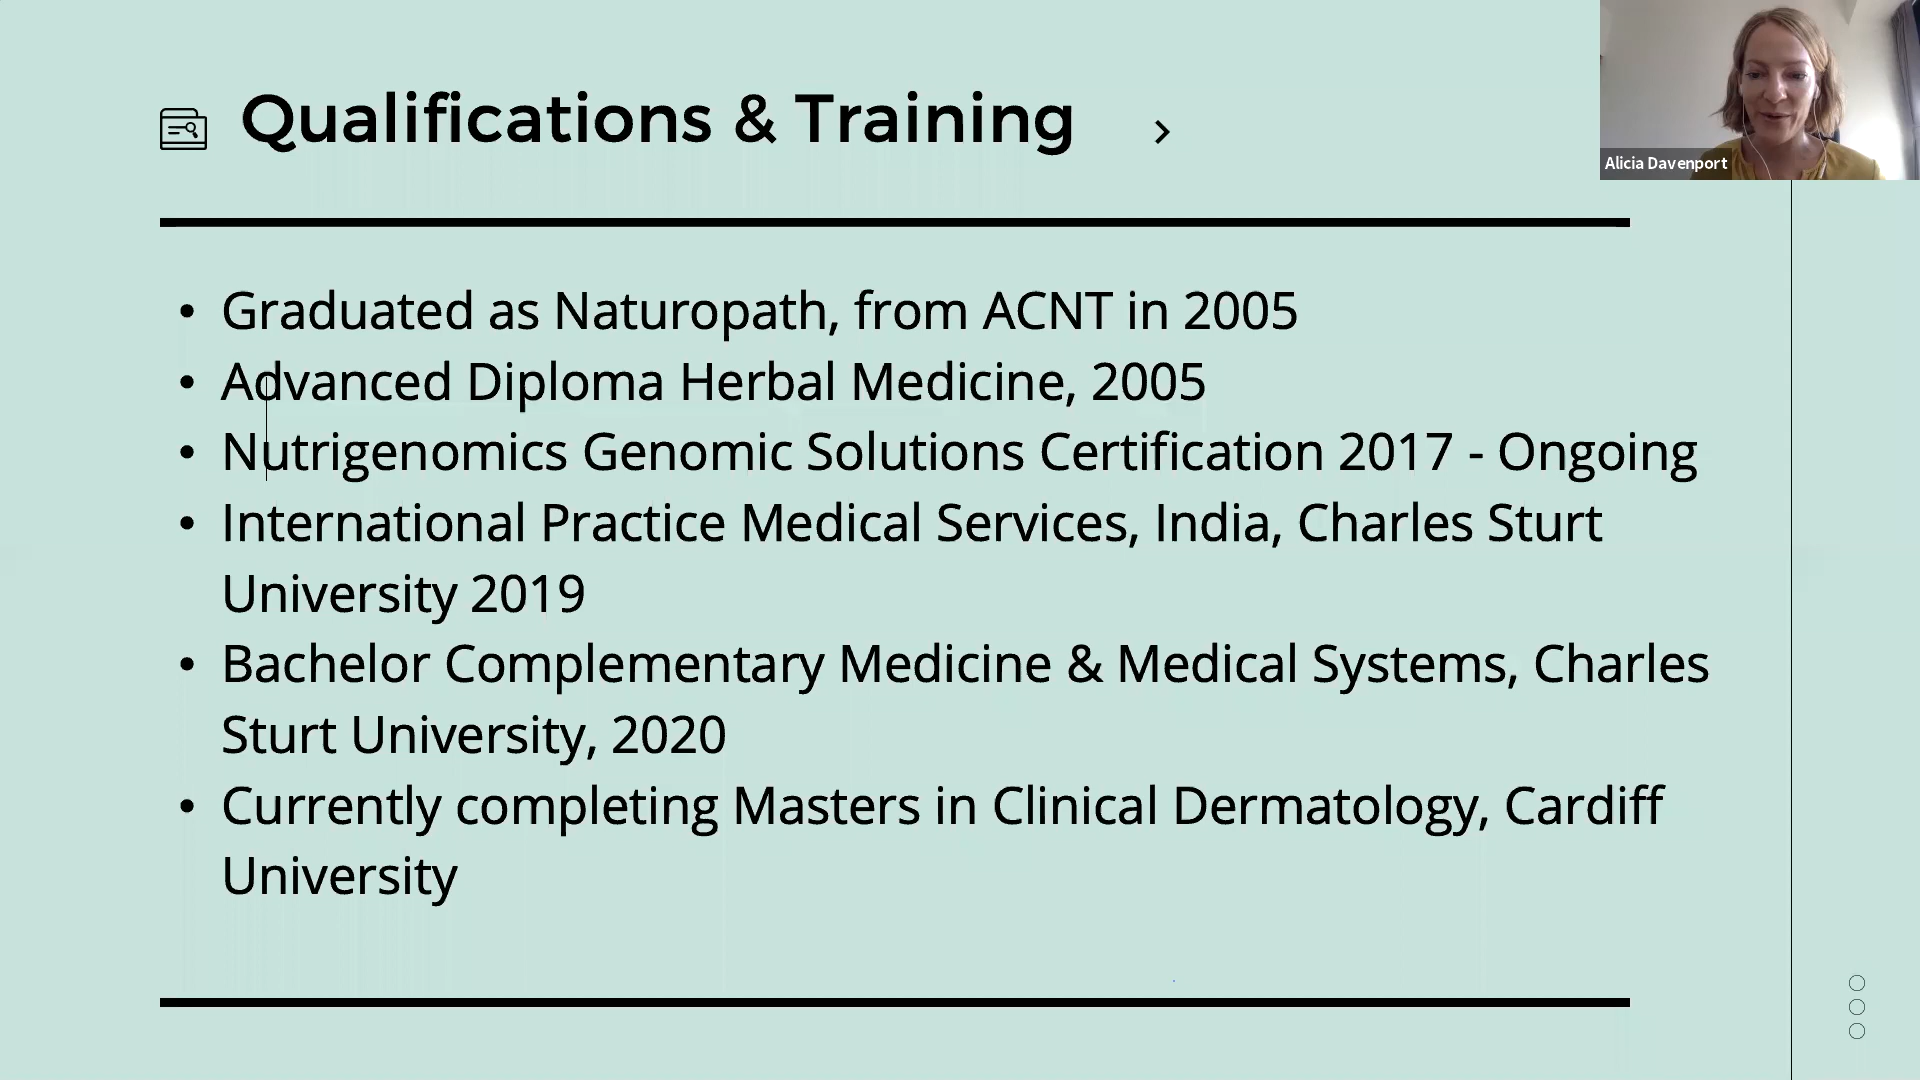 Qualifications & Training
Alicia Davenport
• Graduated as Naturopath, from ACNT in 2005
• Advanced Diploma Herbal Medicine, 2005
• Nutrigenomics Genomic Solutions Certification 2017 - Ongoing
• International Practice Medical Services, India, Charles Sturt
University 2019
• Bachelor Complementary Medicine & Medical Systems, Charles
Sturt University, 2020
• Currently completing Masters in Clinical Dermatology, Cardiff
University